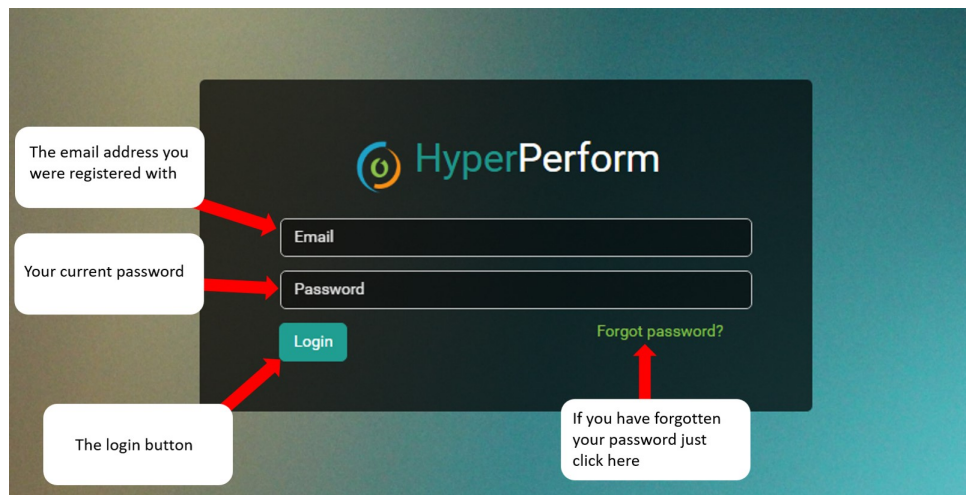 HyperPerform
The email address you
were registered with
Email
Your current password
Password
Login
Forgot password?
The login button
If you have forgotten
your password just
click here